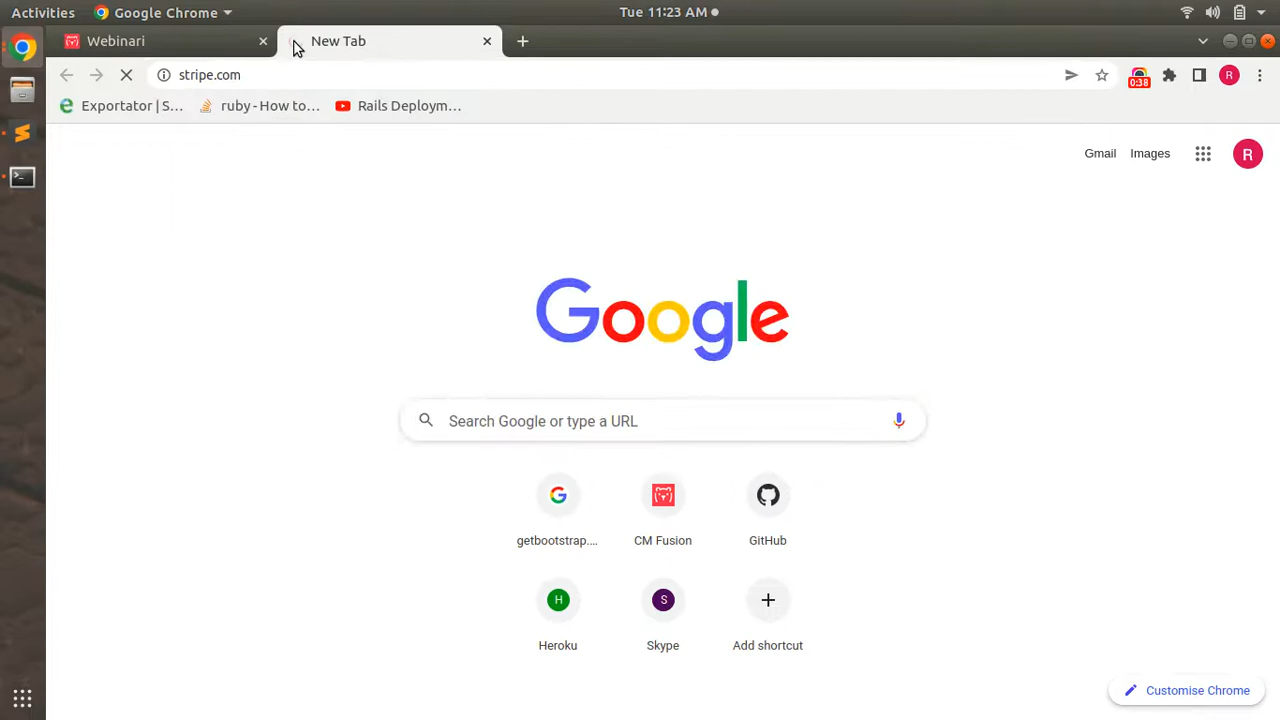 Activities Google Chrome Tue 11:23 AM
Webinari New Tab
stripe.com 0:38 R
Exportator | S... ruby - How to... Rails Deploym...
Gmail Images R
Google
Search Google or type a URL
getbootstrap.... CM Fusion GitHub
H S
Heroku Skype Add shortcut
Customise Chrome